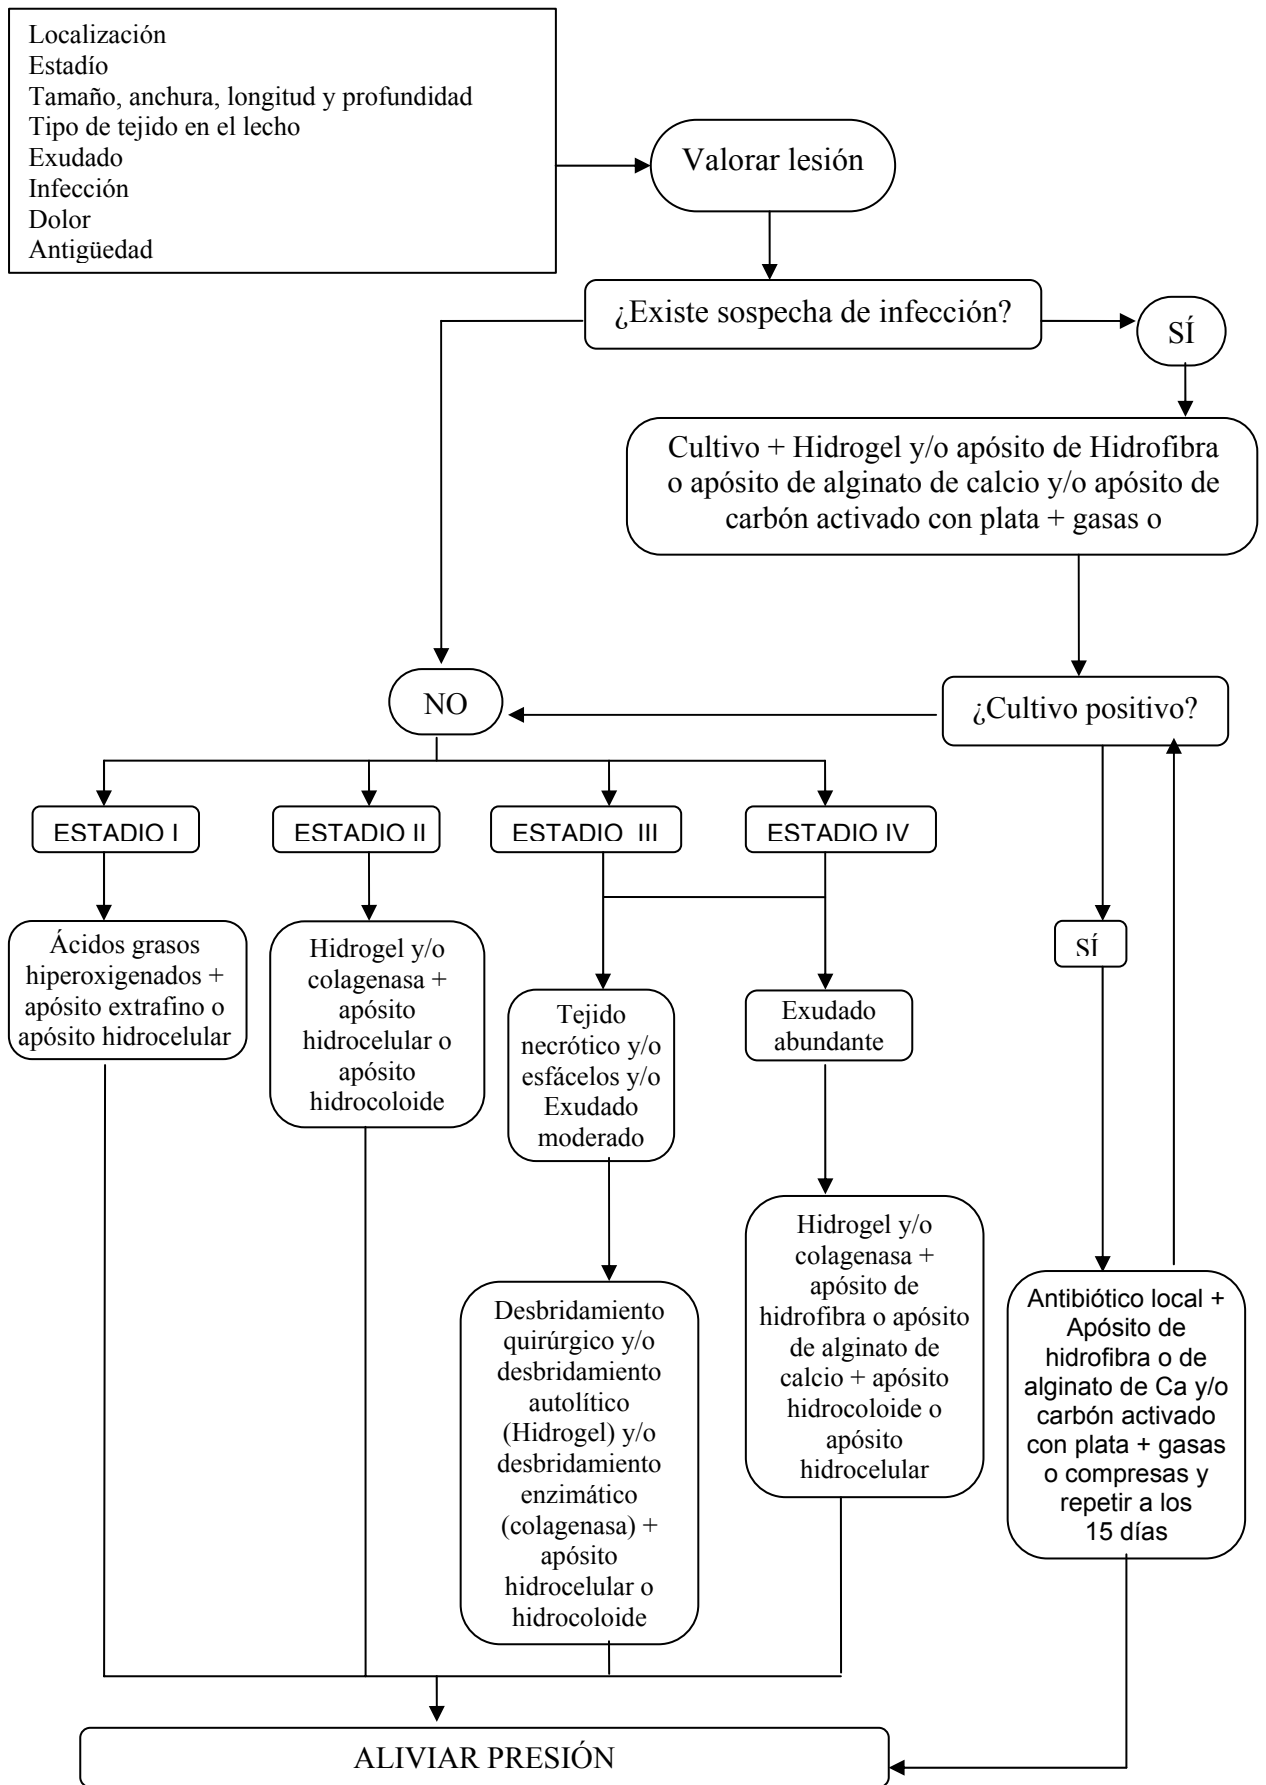 Localización
Estadío
Tamaño, anchura, longitud y profundidad
Tipo de tejido en el lecho
Exudado
Infección
Dolor
Antigüedad
Valorar lesión
¿Existe sospecha de infección?
SÍ
Cultivo + Hidrogel y/o apósito de Hidrofibra
o apósito de alginato de calcio y/o apósito de
carbón activado con plata + gasas o
NO
¿Cultivo positivo?
ESTADIO I
ESTADIO II
ESTADIO III
ESTADIO IV
Ácidos grasos
hiperoxigenados +
apósito extrafino o
apósito hidrocelular
Hidrogel y/o
colagenasa +
apósito
hidrocelular o
apósito
hidrocoloide
Tejido
necrótico y/o
esfácelos y/o
Exudado
moderado
Exudado
abundante
SÍ
Desbridamiento
quirúrgico y/o
desbridamiento
autolítico
(Hidrogel) y/o
desbridamiento
enzimático
(colagenasa) +
apósito
hidrocelular o
hidrocoloide
Hidrogel y/o
colagenasa +
apósito de
hidrofibra o apósito
de alginato de
calcio + apósito
hidrocoloide o
apósito
hidrocelular
Antibiótico local +
Apósito de
hidrofibra o de
alginato de Ca y/o
carbón activado
con plata + gasas
o compresas y
repetir a los
15 días
ALIVIAR PRESIÓN